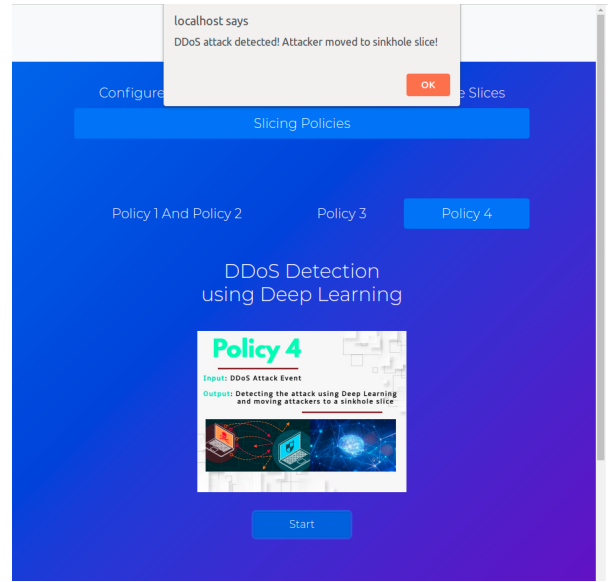 localhost says
DDoS attack detected! Attacker moved to sinkhole slice!
OK
Configure
Slices
Slicing Policies
Policy 1 And Policy 2
Policy 3
Policy 4
DDoS Detection
using Deep Learning
Policy 4
Input: DDoS Attack Event
Output: Detecting the attack using Deep Learning
and moving attackers to a sinkhole slice
Start